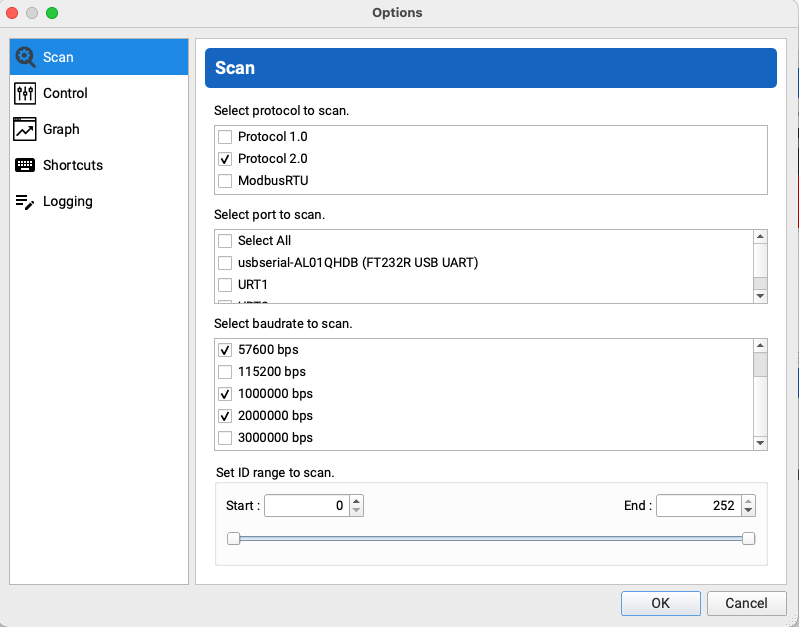 Options
Scan
Control
Graph
Shortcuts
Logging
Scan
Select protocol to scan.
Protocol 1.0
Protocol 2.0
ModbusRTU
Select port to scan.
Select All
usbserial-AL01QHDB (FT232R USB UART)
URT1
Select baudrate to scan.
57600 bps
115200 bps
1000000 bps
2000000 bps
3000000 bps
Set ID range to scan.
Start : 0 End : 252
OK Cancel